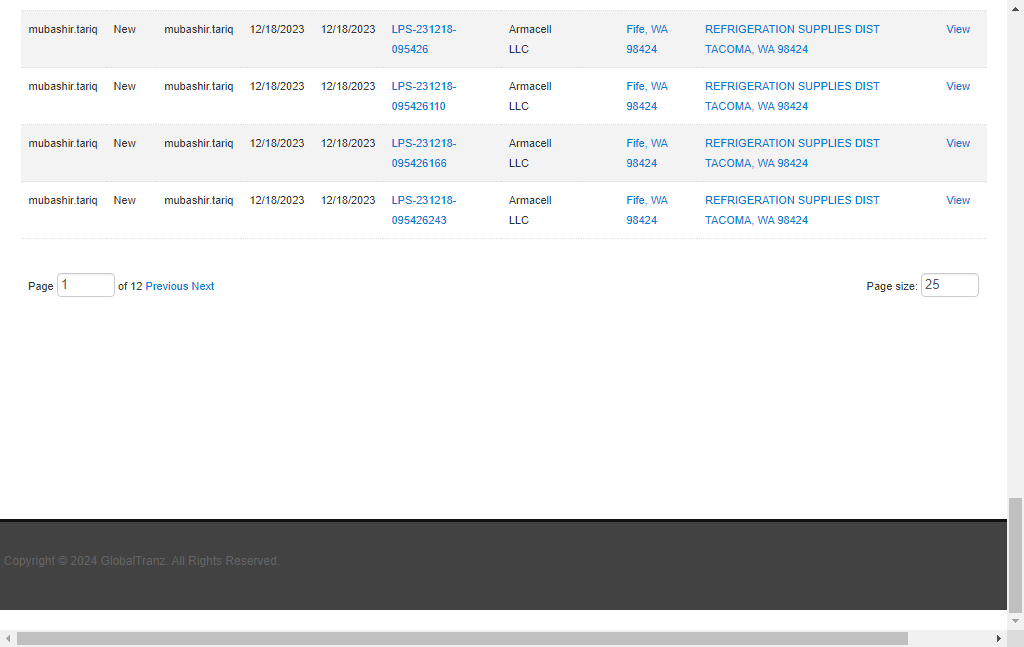 mubashir.tariq New mubashir.tariq 12/18/2023 12/18/2023 LPS-231218- Armacell Fife, WA REFRIGERATION SUPPLIES DIST View
095426 LLC 98424 TACOMA, WA 98424
mubashir.tariq New mubashir.tariq 12/18/2023 12/18/2023 LPS-231218- Armacell Fife, WA REFRIGERATION SUPPLIES DIST View
095426110 LLC 98424 TACOMA, WA 98424
mubashir.tariq New mubashir.tariq 12/18/2023 12/18/2023 LPS-231218- Armacell Fife, WA REFRIGERATION SUPPLIES DIST View
095426166 LLC 98424 TACOMA, WA 98424
mubashir.tariq New mubashir.tariq 12/18/2023 12/18/2023 LPS-231218- Armacell Fife, WA REFRIGERATION SUPPLIES DIST View
095426243 LLC 98424 TACOMA, WA 98424
Page 1 of 12 Previous Next Page size: 25
Copyright © 2024 GlobalTranz. All Rights Reserved.